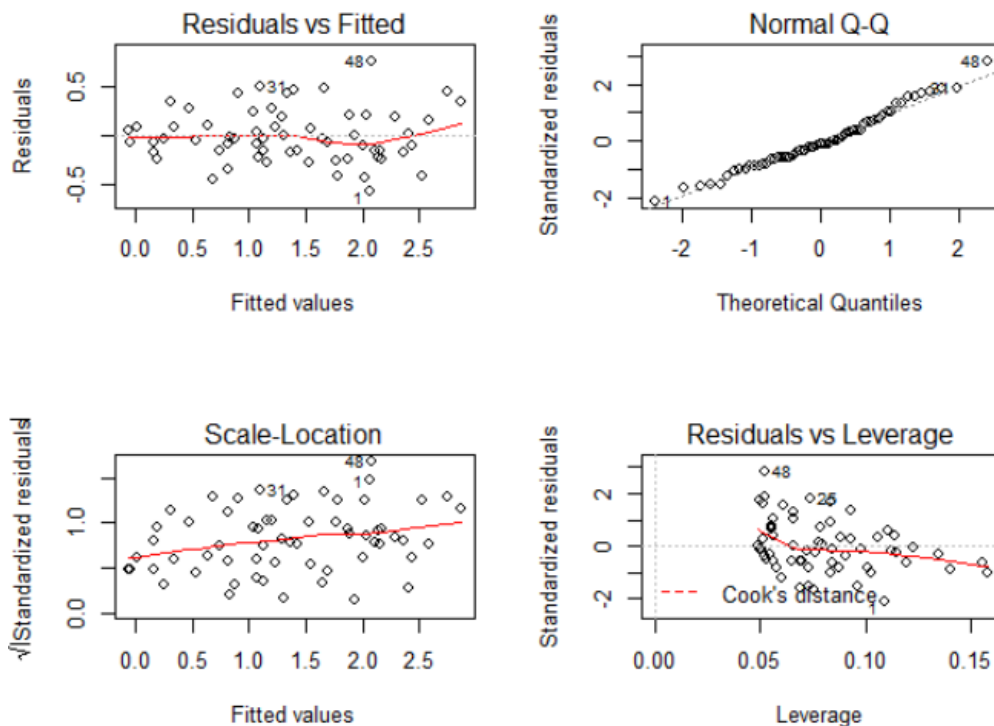 Residuals vs Fitted
Residuals
0.5
-0.5
48
31
1
0.0 0.5 1.0 1.5 2.0 2.5
Fitted values
Normal Q-Q
Standardized residuals
2
0
-2
48
1
-2 -1 0 1 2
Theoretical Quantiles
Scale-Location
√|Standardized residuals|
1.0
0.0
48
1
31
0.0 0.5 1.0 1.5 2.0 2.5
Fitted values
Residuals vs Leverage
Standardized residuals
2
0
-2
48
25
Cook's distance
1
0.00 0.05 0.10 0.15
Leverage